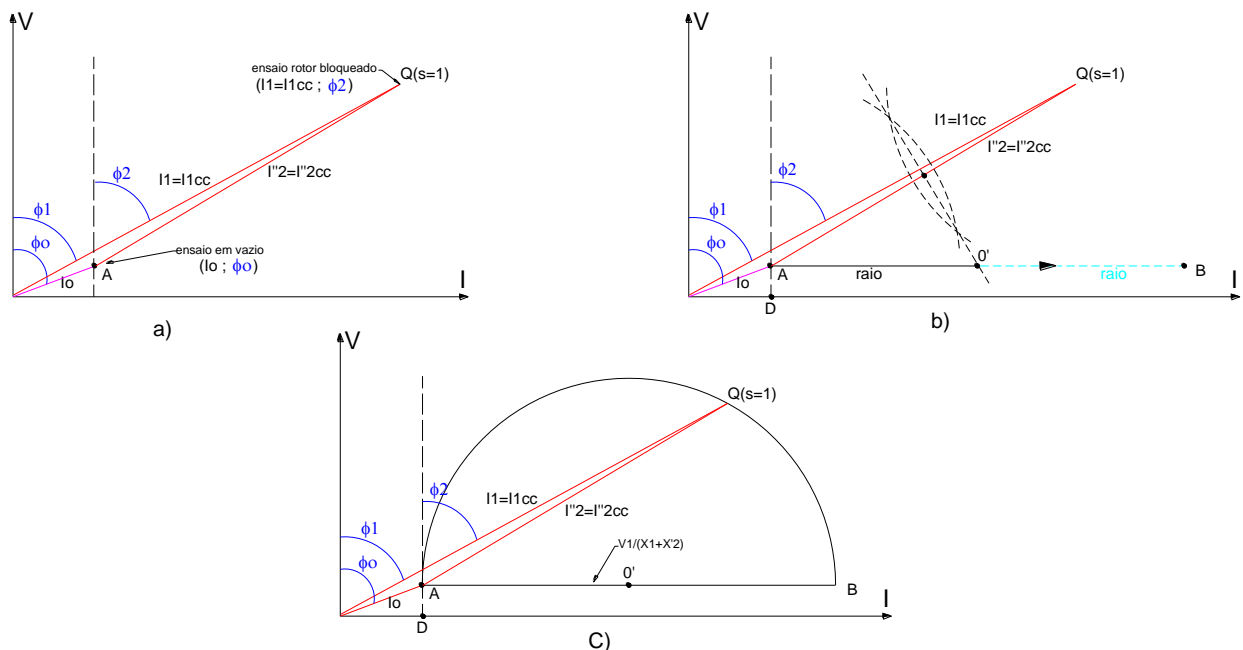 V
ensaio rotor bloqueado
(I1=I1cc ; ϕ2)
Q(s=1)
ϕ2
I1=I1cc
I"2=I"2cc
ϕ1
ϕo
ensaio em vazio
(Io ; ϕo)
A
Io
I
a)
V
Q(s=1)
I1=I1cc
I"2=I"2cc
ϕ2
ϕ1
ϕo
0'
A
raio
raio
B
Io
D
I
b)
V
Q(s=1)
ϕ2
I1=I1cc
I"2=I"2cc
ϕ1
V1/(X1+X'2)
ϕo
0'
A
B
Io
I
D
C)